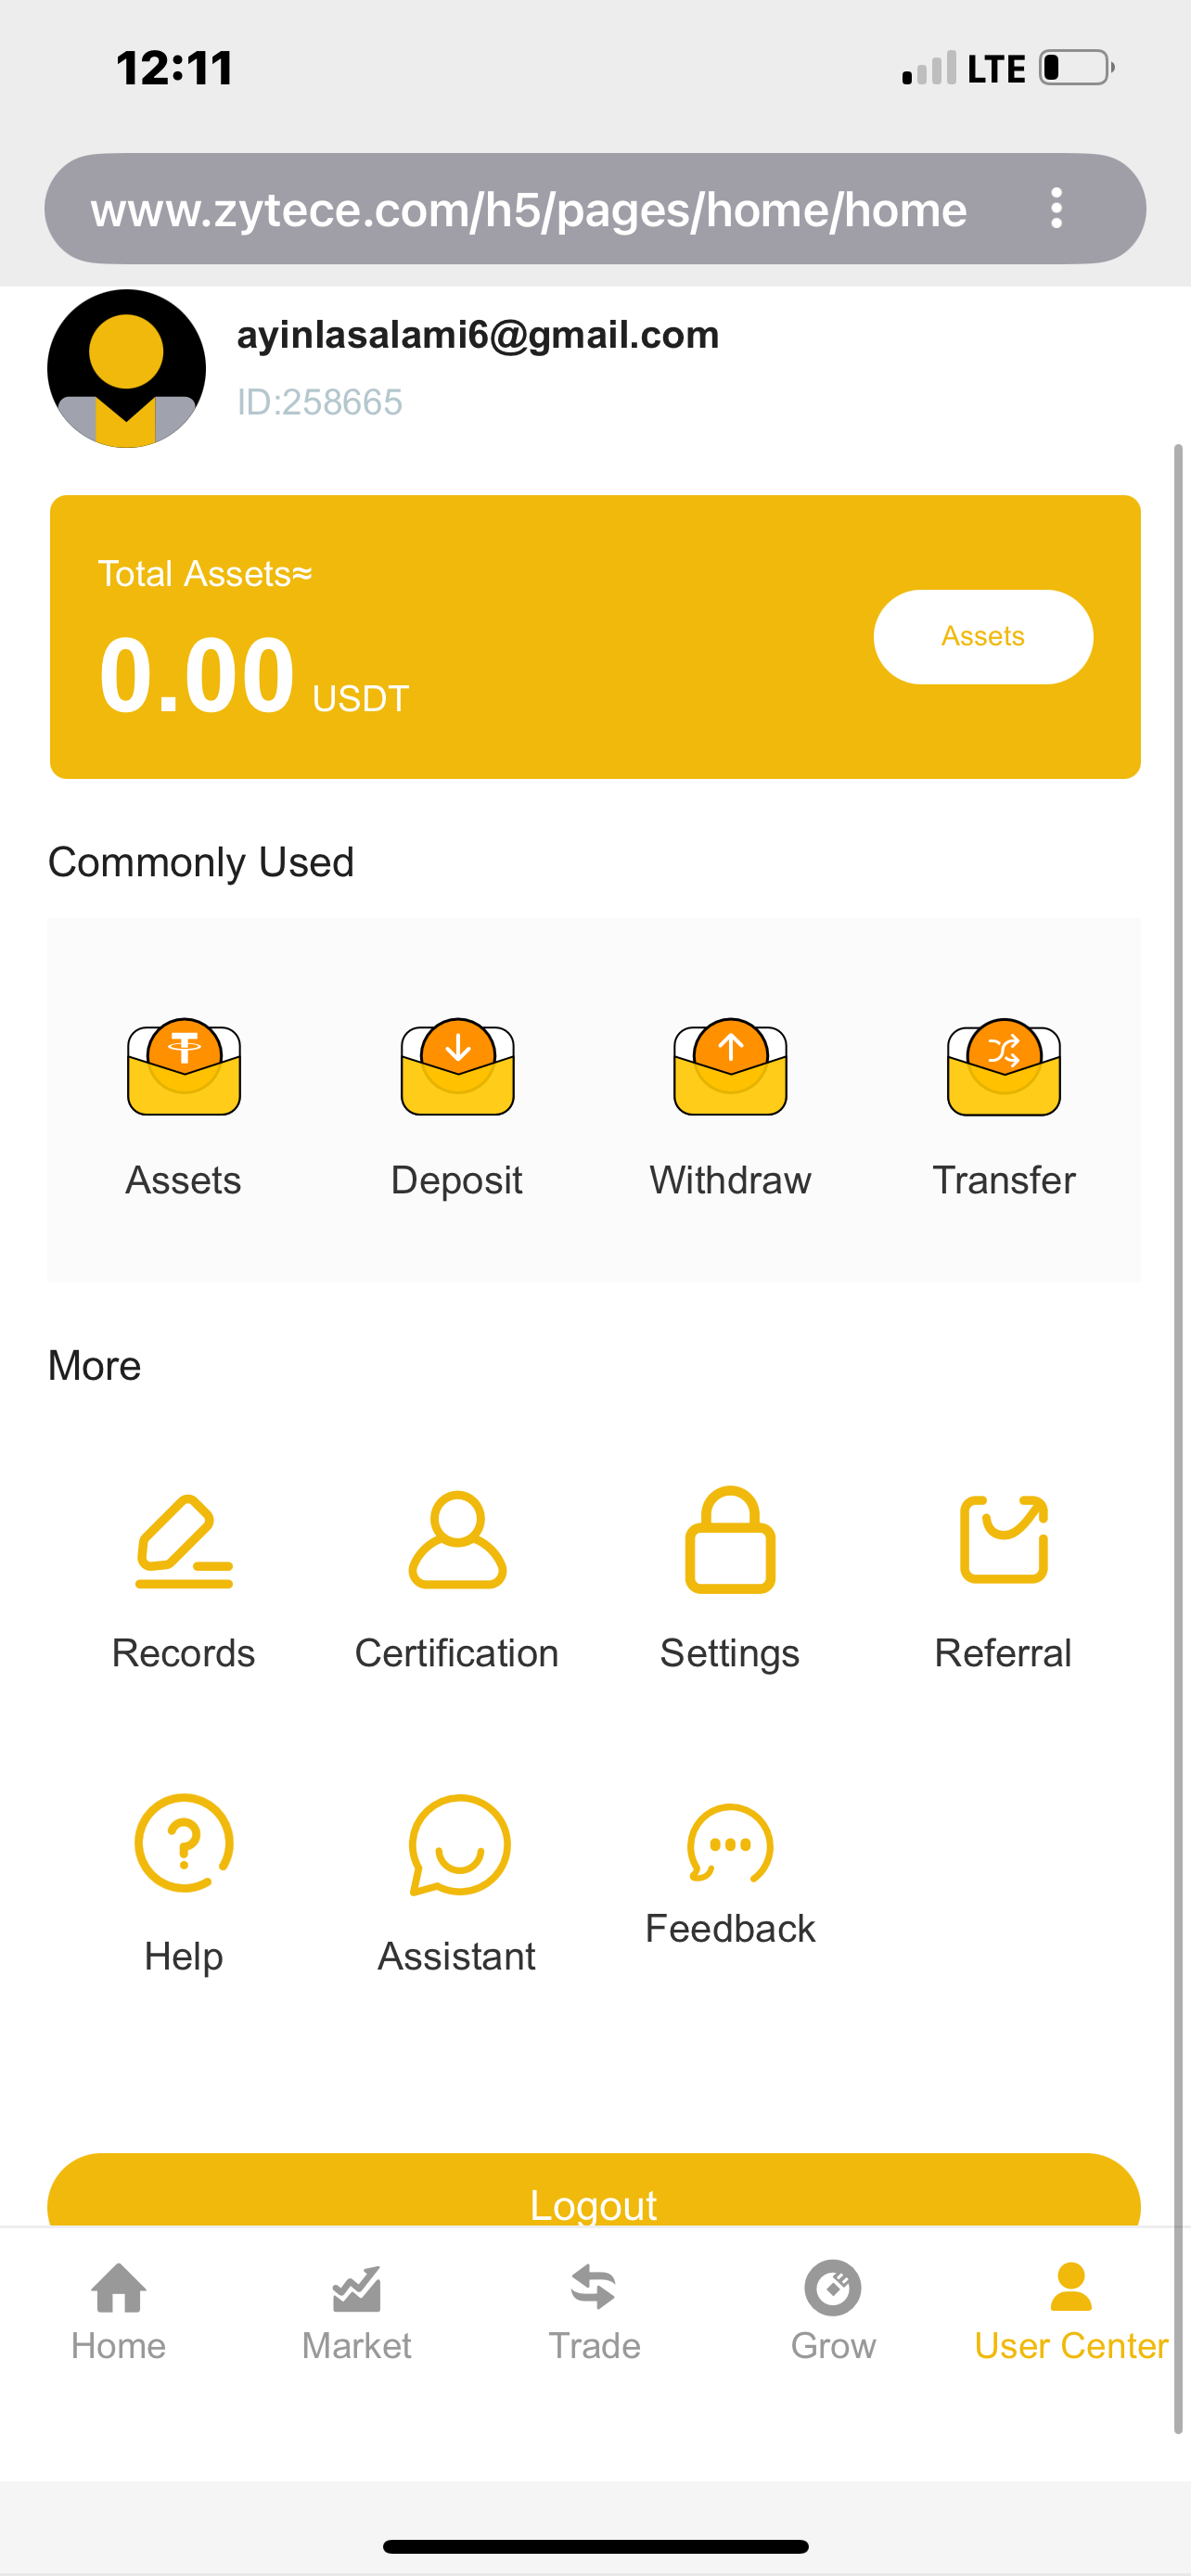 12:11
LTE
www.zytece.com/h5/pages/home/home
ayinlasalami6@gmail.com
ID:258665
Total Assets≈
0.00 USDT
Assets
Commonly Used
Assets Deposit Withdraw Transfer
More
Records Certification Settings Referral
Help Assistant Feedback
Logout
Home Market Trade Grow User Center